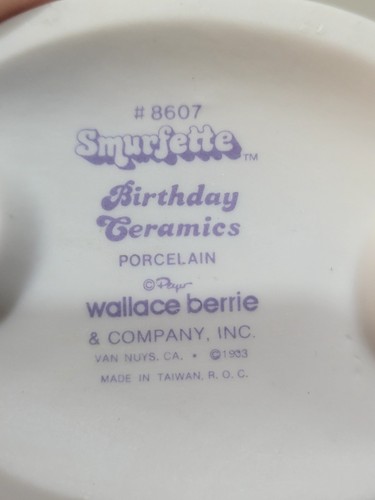 #8607
Smurfette™
Birthday
Ceramics
PORCELAIN
© Peyo
wallace berrie
& COMPANY, INC.
VAN NUYS, CA. • ©1983
MADE IN TAIWAN, R.O.C.